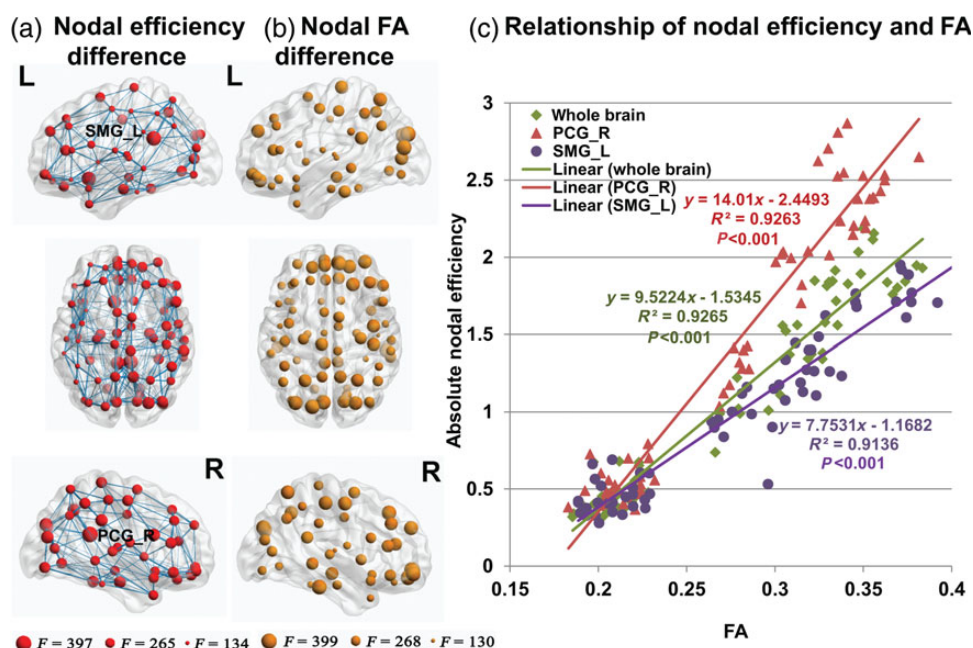 (a) Nodal efficiency difference
(b) Nodal FA difference
(c) Relationship of nodal efficiency and FA
L
L
SMG_L
R
R
PCG_R
F = 397 F = 265 F = 134
F = 399 F = 268 F = 130
Whole brain
PCG_R
SMG_L
Linear (whole brain)
Linear (PCG_R)
Linear (SMG_L)
y = 14.01x - 2.4493
R² = 0.9263
P<0.001
y = 9.5224x - 1.5345
R² = 0.9265
P<0.001
y = 7.7531x - 1.1682
R² = 0.9136
P<0.001
Absolute nodal efficiency
3
2.5
2
1.5
1
0.5
0
0.15 0.2 0.25 0.3 0.35 0.4
FA